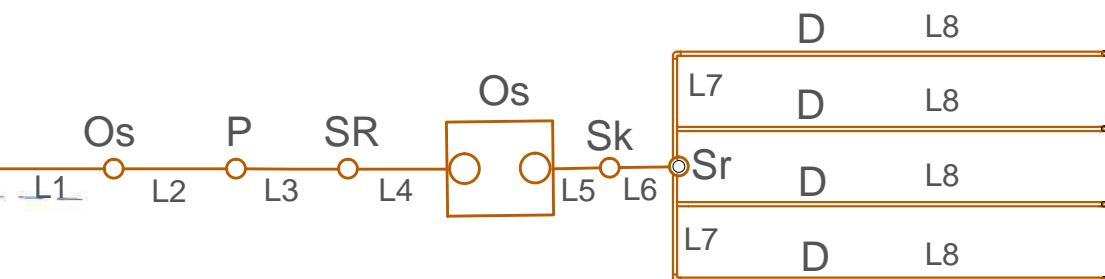 D L8
L7
Os
D L8
Os P SR Sk
Sr
L1 L2 L3 L4 L5 L6
D L8
L7
D L8